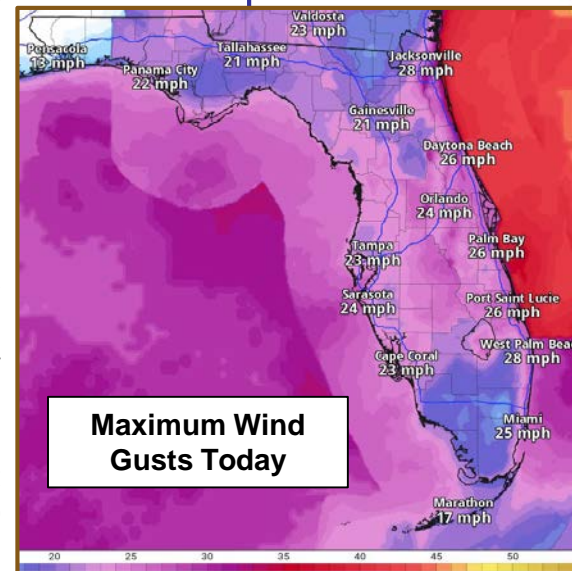 Valdosta
23 mph
Pensacola
13 mph
Tallahassee
21 mph
Jacksonville
28 mph
Panama City
22 mph
Gainesville
21 mph
Daytona Beach
26 mph
Orlando
24 mph
Tampa
23 mph
Palm Bay
26 mph
Sarasota
24 mph
Port Saint Lucie
26 mph
West Palm Beac
28 mph
Cape Coral
23 mph
Maximum Wind
Gusts Today
Miami
25 mph
Marathon
17 mph
20 25 30 35 40 45 50